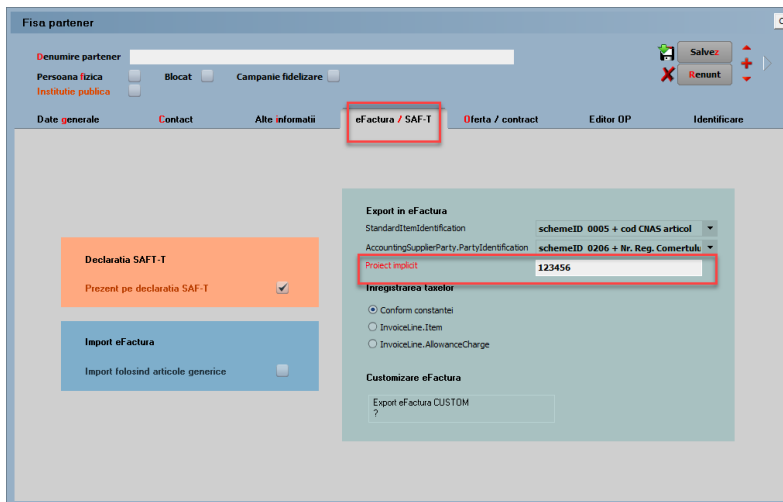 Fisa partener
Denumire partener
Salvez
Persoana fizica Blocat Campanie fidelizare
Renunt
Institutie publica
Date generale Contact Alte informatii eFactura / SAF-T Oferta / contract Editor OP Identificare
Export in eFactura
StandardItemIdentification schemeID 0005 + cod CNAS articol
AccountingSupplierParty.PartyIdentification schemeID 0206 + Nr. Reg. Comertulu
Proiect implicit 123456
Inregistrarea taxelor
Conform constantei
InvoiceLine.Item
InvoiceLine.AllowanceCharge
Customizare eFactura
Export eFactura CUSTOM
?
Declaratia SAFT-T
Prezent pe declaratia SAF-T
Import eFactura
Import folosind articole generice